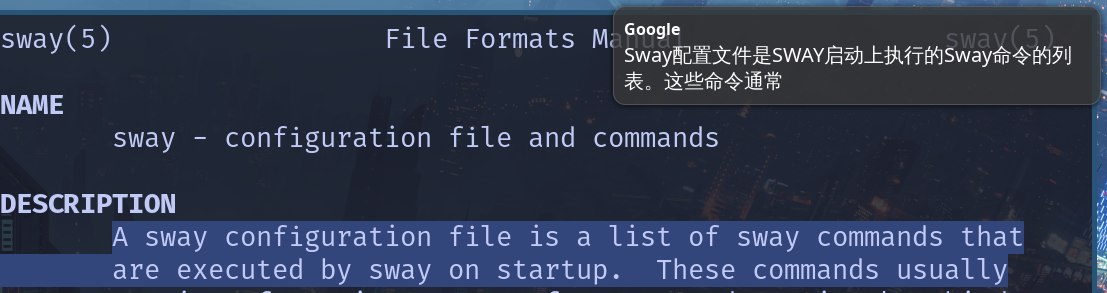 sway(5) File Formats Manual sway(5)
Google
Sway配置文件是SWAY启动上执行的Sway命令的列
表。这些命令通常
NAME
sway - configuration file and commands
DESCRIPTION
A sway configuration file is a list of sway commands that
are executed by sway on startup.  These commands usually